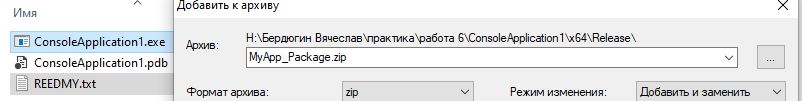 Имя
ConsoleApplication1.exe
ConsoleApplication1.pdb
REEDMY.txt
Добавить к архиву
Архив:
H:\Бердюгин Вячеслав\практика\работа 6\ConsoleApplication1\x64\Release\
MyApp_Package.zip
...
Формат архива:
zip
Режим изменения:
Добавить и заменить